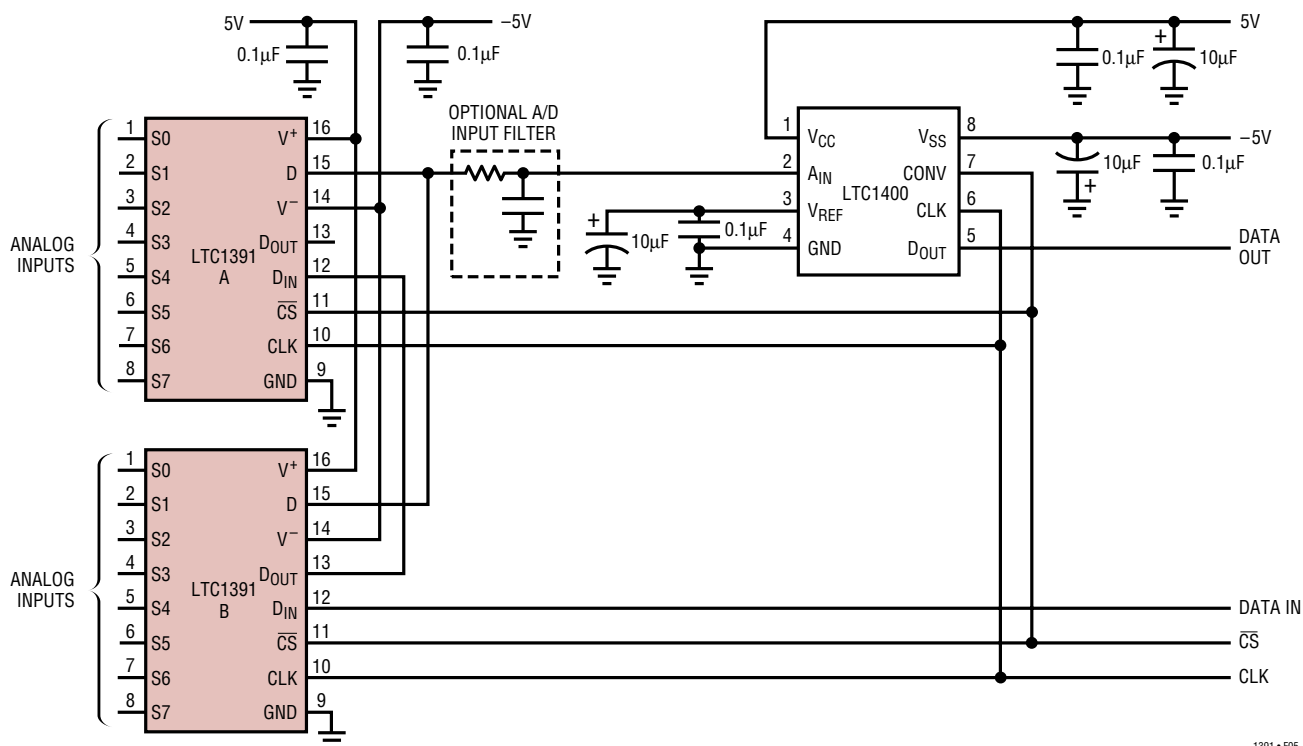 5V
–5V
5V
0.1µF
0.1µF
0.1µF
+
10µF
OPTIONAL A/D
INPUT FILTER
ANALOG
INPUTS
1 S0
2 S1
3 S2
4 S3
5 S4
6 S5
7 S6
8 S7
LTC1391
A
V+ 16
D 15
V– 14
DOUT 13
DIN 12
CS 11
CLK 10
GND 9
+
10µF
0.1µF
1 VCC
2 AIN
3 VREF
4 GND
LTC1400
VSS 8
CONV 7
CLK 6
DOUT 5
–5V
10µF
+
0.1µF
DATA
OUT
ANALOG
INPUTS
1 S0
2 S1
3 S2
4 S3
5 S4
6 S5
7 S6
8 S7
LTC1391
B
V+ 16
D 15
V– 14
DOUT 13
DIN 12
CS 11
CLK 10
GND 9
DATA IN
CS
CLK
1391 • F05